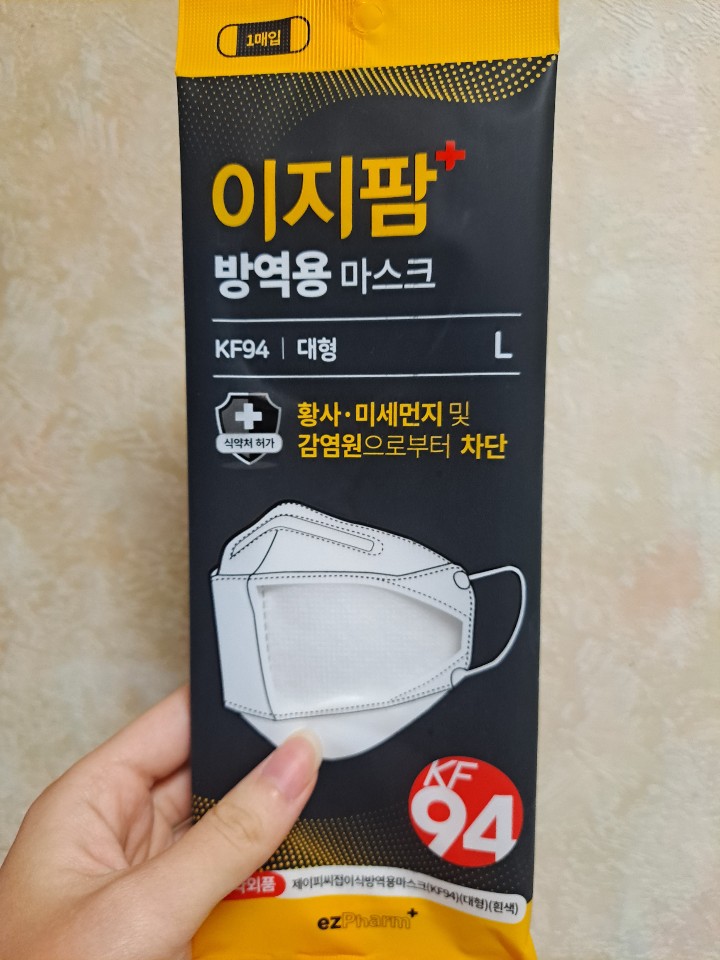 1매입
이지팜+
방역용 마스크
KF94 | 대형 L
식약처 허가
황사·미세먼지 및
감염원으로부터 차단
KF
94
제이피씨접이식방역용마스크(KF94)(대형)(흰색)
ezPharm+